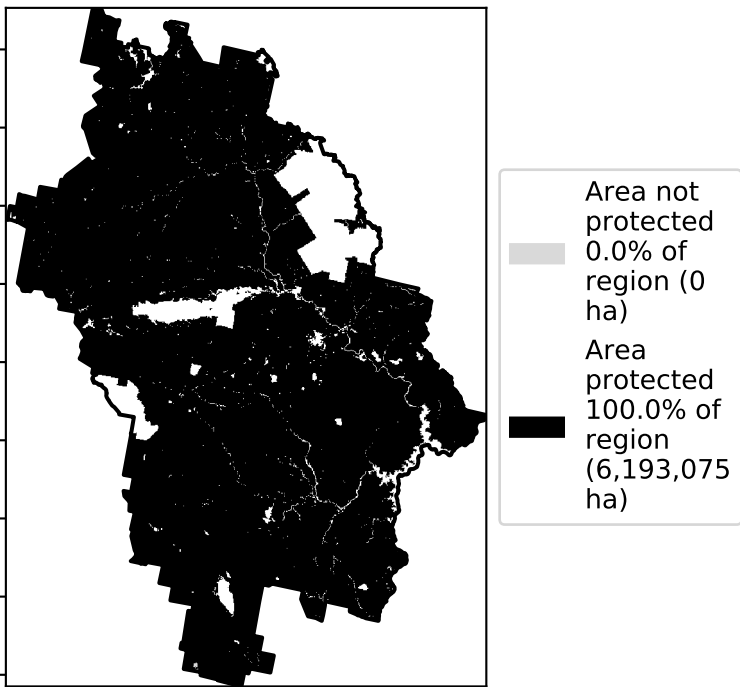 Area not
protected
0.0% of
region (0
ha)
Area
protected
100.0% of
region
(6,193,075
ha)